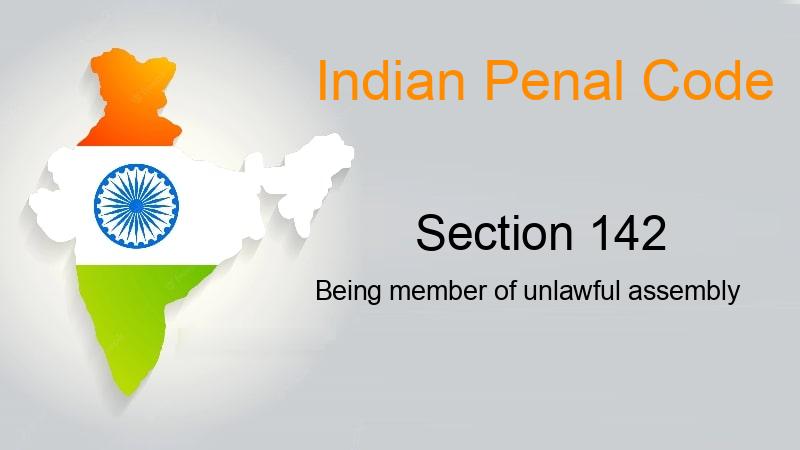 Indian Penal Code
Section 142
Being member of unlawful assembly